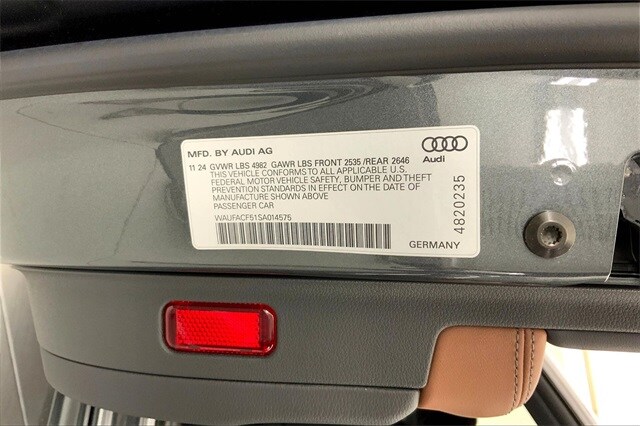 MFD. BY AUDI AG
Audi
11 24 GVWR LBS 4982 GAWR LBS FRONT 2535 /REAR 2646
THIS VEHICLE CONFORMS TO ALL APPLICABLE U.S.
FEDERAL MOTOR VEHICLE SAFETY, BUMPER AND THEFT
PREVENTION STANDARDS IN EFFECT ON THE DATE OF
MANUFACTURE SHOWN ABOVE
PASSENGER CAR
WAUFACF51SA014575
GERMANY
4820235